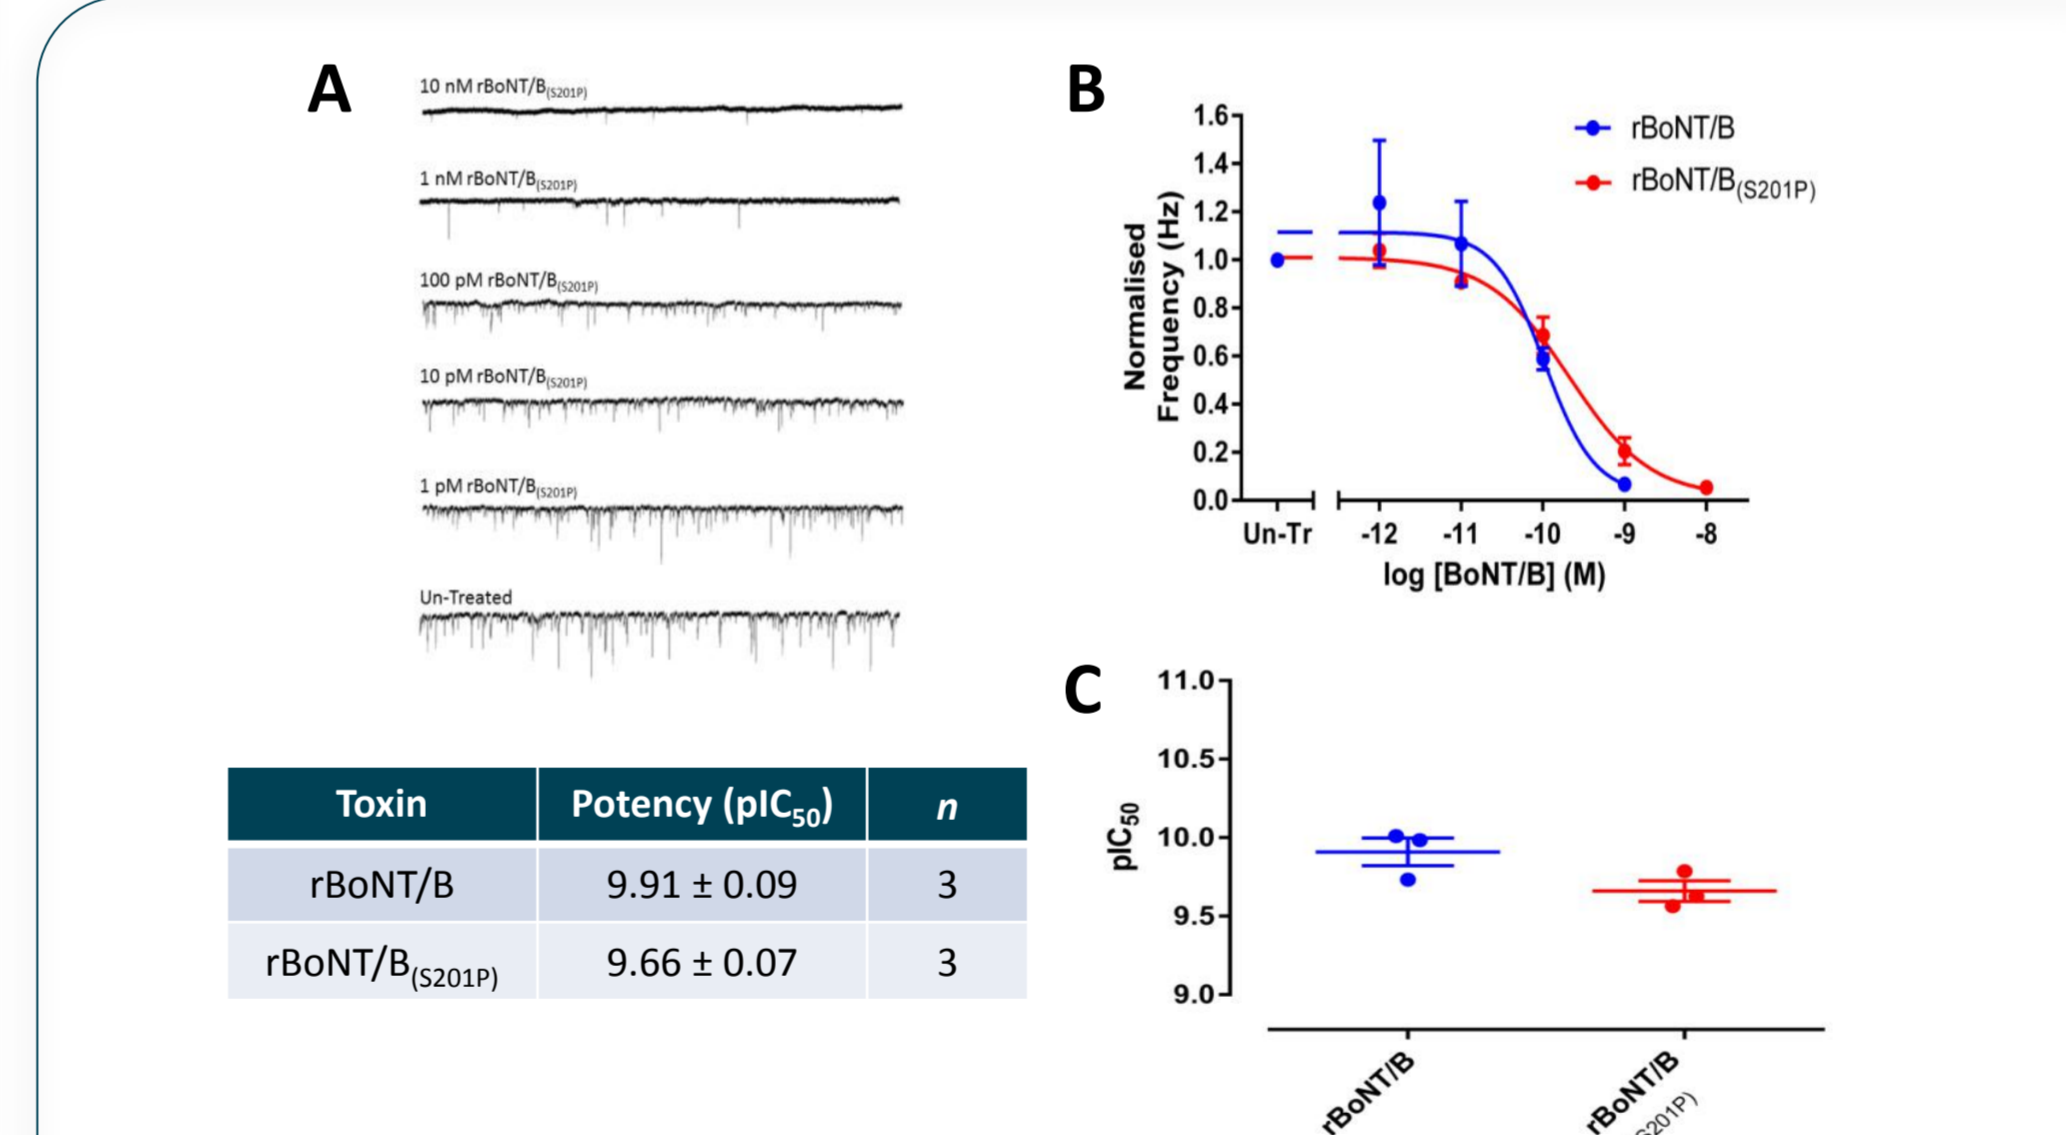 A
10 nM rBoNT/B(S201P)
1 nM rBoNT/B(S201P)
100 pM rBoNT/B(S201P)
10 pM rBoNT/B(S201P)
1 pM rBoNT/B(S201P)
Un-Treated
B
1.6
1.4
1.2
1.0
0.8
0.6
0.4
0.2
0.0
Normalised
Frequency (Hz)
rBoNT/B
rBoNT/B(S201P)
Un-Tr -12 -11 -10 -9 -8
log [BoNT/B] (M)
Toxin Potency (pIC50) n
rBoNT/B 9.91 ± 0.09 3
rBoNT/B(S201P) 9.66 ± 0.07 3
C
11.0
10.5
10.0
9.5
9.0
pIC50
rBoNT/B
rBoNT/B
S201P)